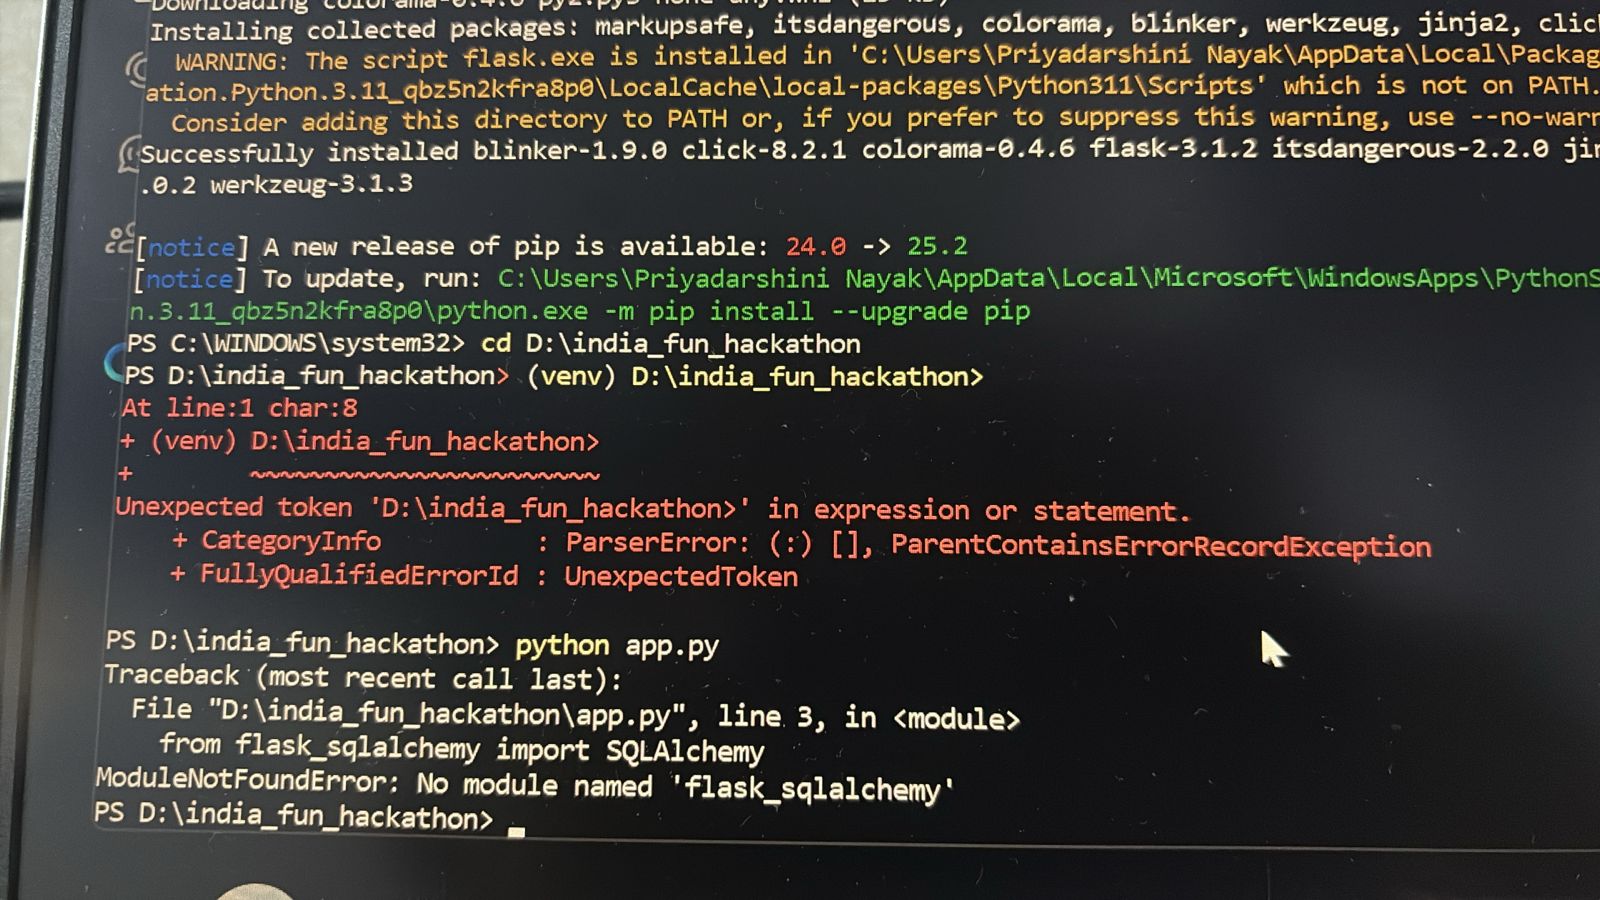 Downloading colorama-0.4.6
Installing collected packages: markupsafe, itsdangerous, colorama, blinker, werkzeug, jinja2, clic
WARNING: The script flask.exe is installed in 'C:\Users\Priyadarshini Nayak\AppData\Local\Packag
ation.Python.3.11_qbz5n2kfra8p0\LocalCache\local-packages\Python311\Scripts' which is not on PATH.
Consider adding this directory to PATH or, if you prefer to suppress this warning, use --no-warn
Successfully installed blinker-1.9.0 click-8.2.1 colorama-0.4.6 flask-3.1.2 itsdangerous-2.2.0 jin
.0.2 werkzeug-3.1.3
[notice] A new release of pip is available: 24.0 -> 25.2
[notice] To update, run: C:\Users\Priyadarshini Nayak\AppData\Local\Microsoft\WindowsApps\PythonS
n.3.11_qbz5n2kfra8p0\python.exe -m pip install --upgrade pip
PS C:\WINDOWS\system32> cd D:\india_fun_hackathon
PS D:\india_fun_hackathon> (venv) D:\india_fun_hackathon>
At line:1 char:8
+ (venv) D:\india_fun_hackathon>
+        ~~~~~~~~~~~~~~~~~~~~~~~
Unexpected token 'D:\india_fun_hackathon>' in expression or statement.
+ CategoryInfo          : ParserError: (:) [], ParentContainsErrorRecordException
+ FullyQualifiedErrorId : UnexpectedToken
PS D:\india_fun_hackathon> python app.py
Traceback (most recent call last):
File "D:\india_fun_hackathon\app.py", line 3, in <module>
from flask_sqlalchemy import SQLAlchemy
ModuleNotFoundError: No module named 'flask_sqlalchemy'
PS D:\india_fun_hackathon>